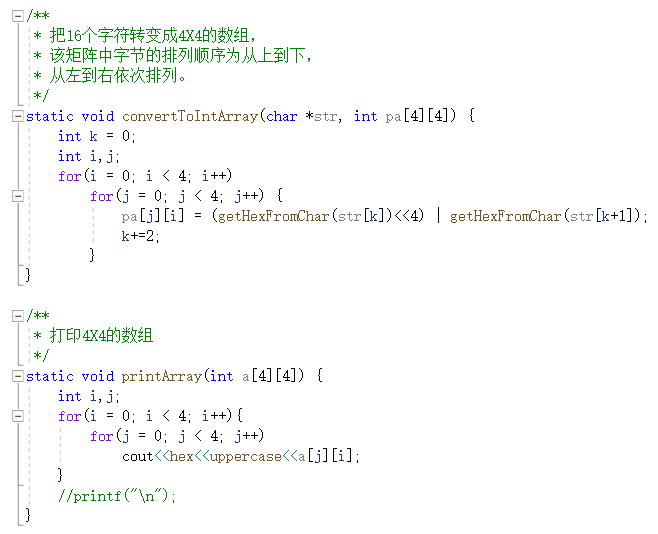 /**
 * 把16个字符转变成4X4的数组，
 * 该矩阵中字节的排列顺序为从上到下，
 * 从左到右依次排列。
 */
static void convertToIntArray(char *str, int pa[4][4]) {
    int k = 0;
    int i,j;
    for(i = 0; i < 4; i++)
        for(j = 0; j < 4; j++) {
            pa[j][i] = (getHexFromChar(str[k])<<4) | getHexFromChar(str[k+1]);
            k+=2;
        }
}

/**
 * 打印4X4的数组
 */
static void printArray(int a[4][4]) {
    int i,j;
    for(i = 0; i < 4; i++){
        for(j = 0; j < 4; j++)
            cout<<hex<<uppercase<<a[j][i];
    }
    //printf("\n");
}